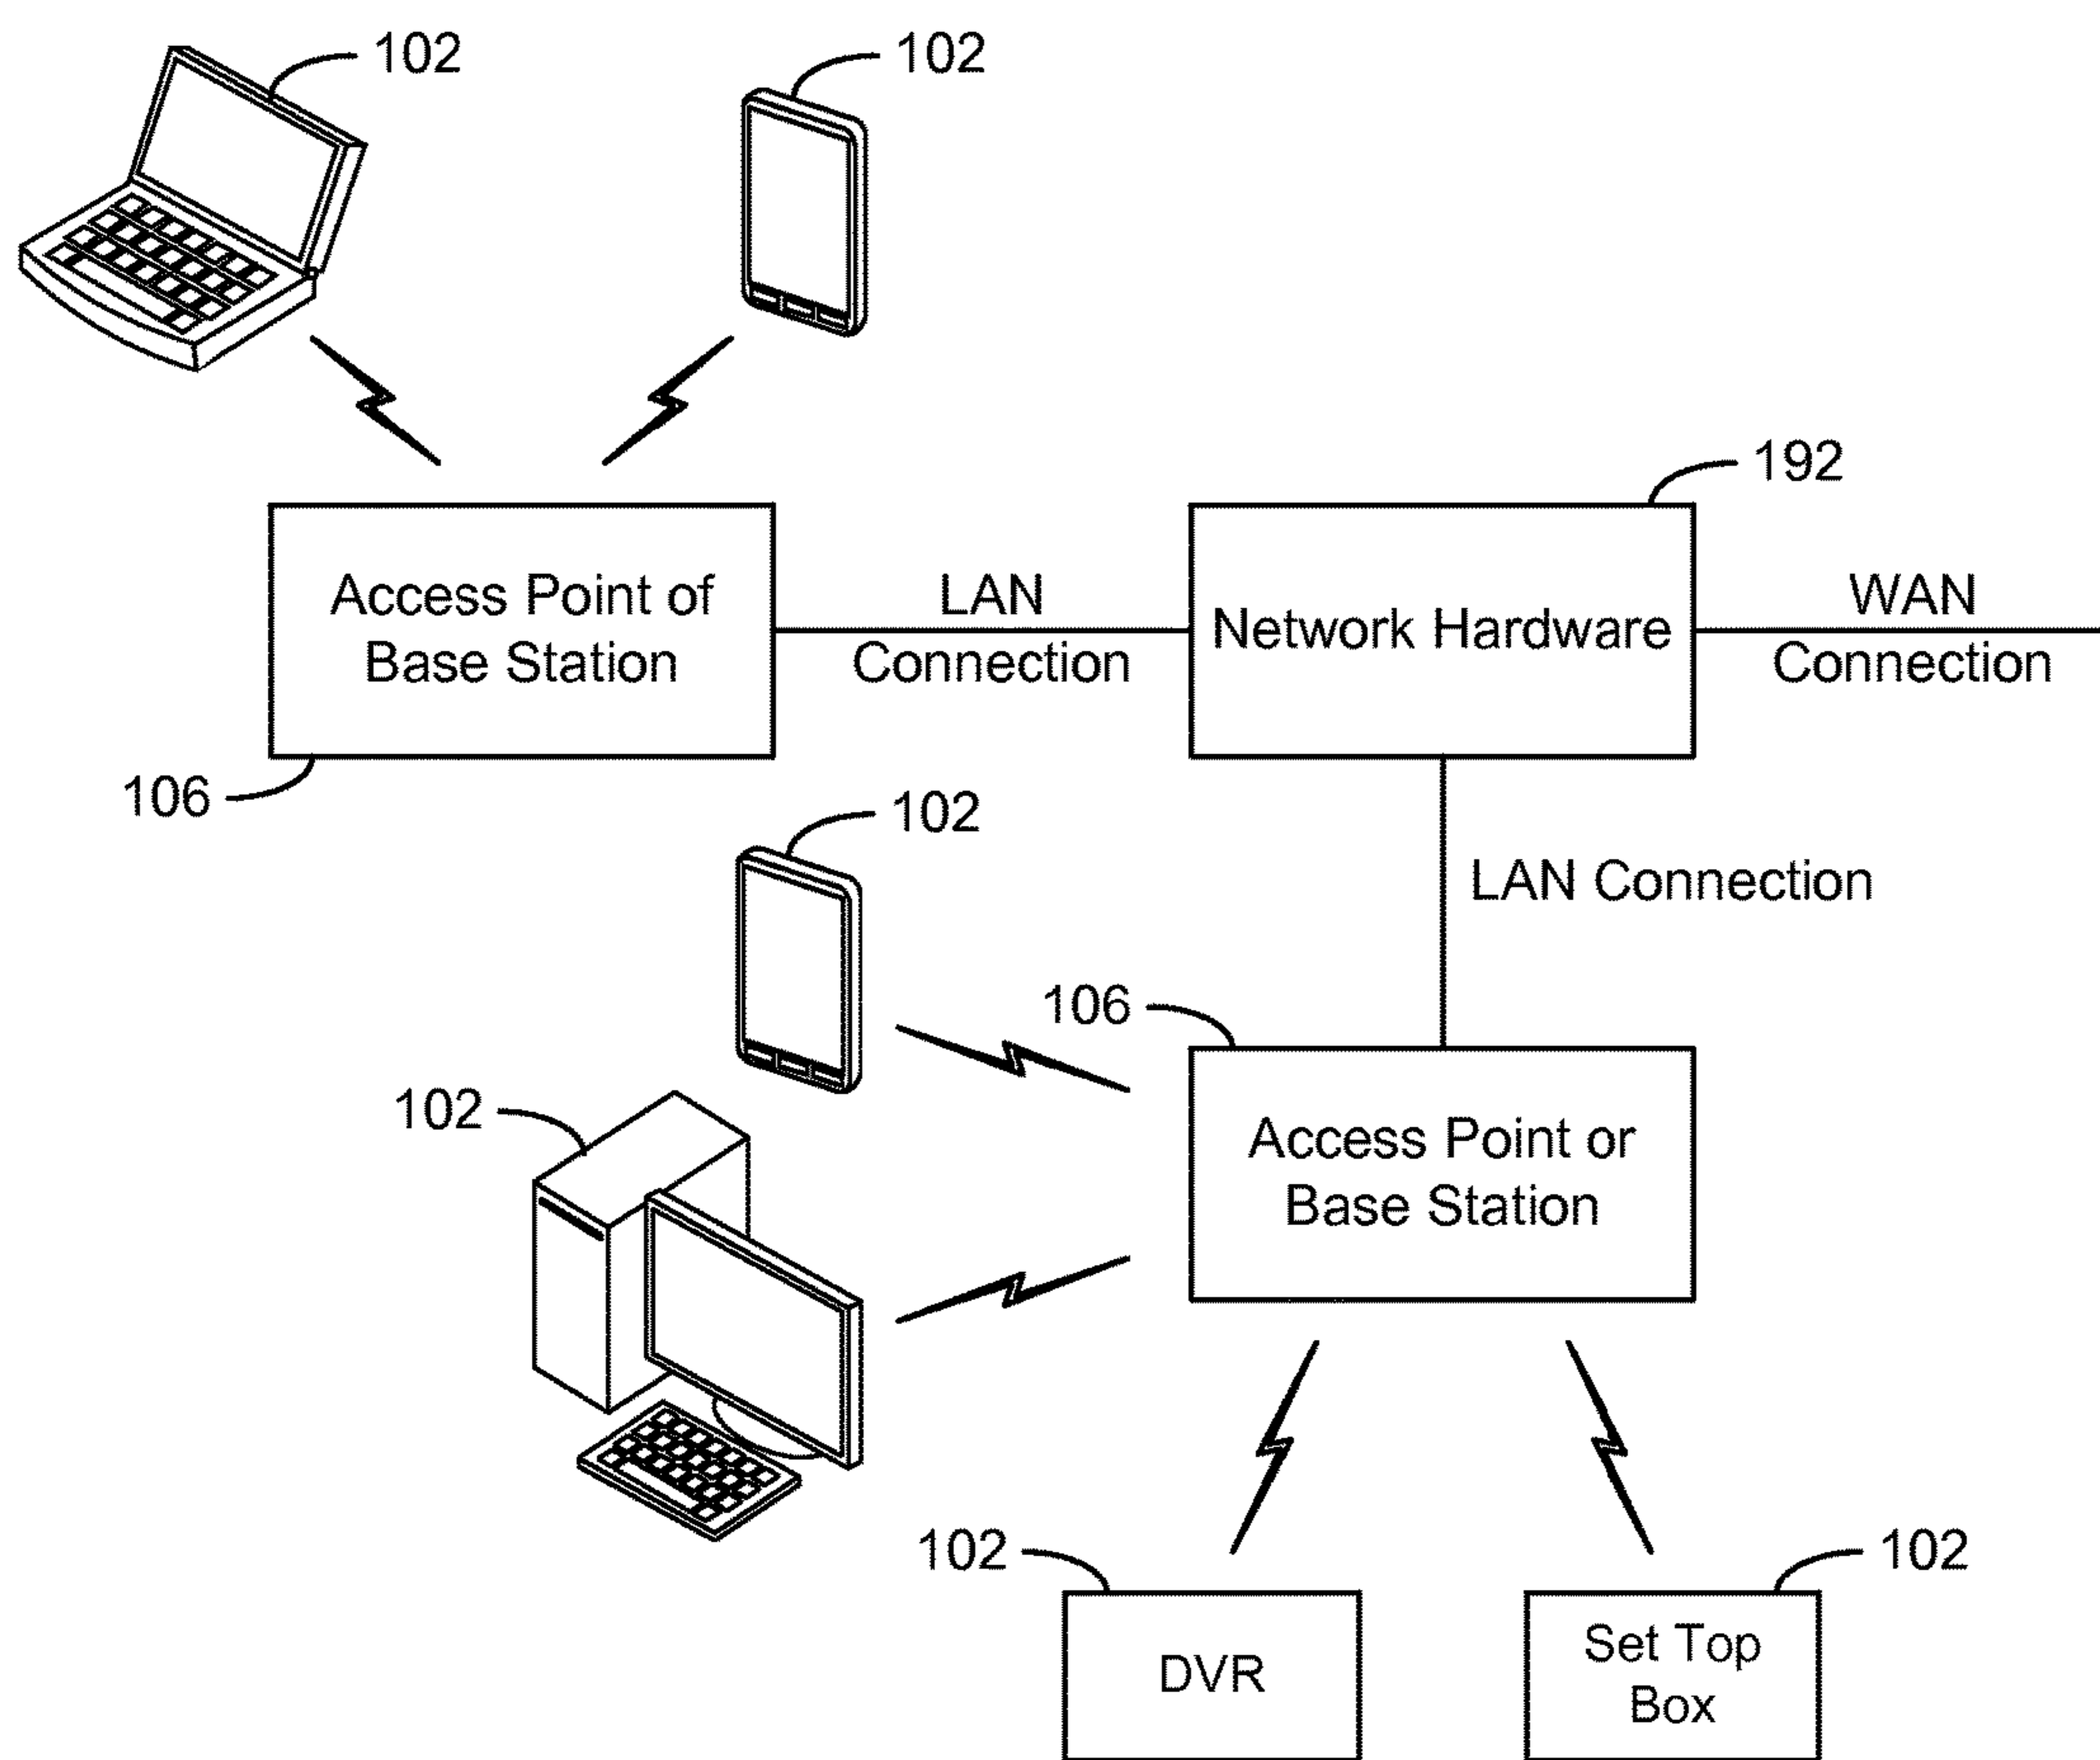 102
102
192
Access Point of
Base Station
LAN
Connection
Network Hardware
WAN
Connection
106
102
LAN Connection
106
102
Access Point or
Base Station
102
102
DVR
Set Top
Box